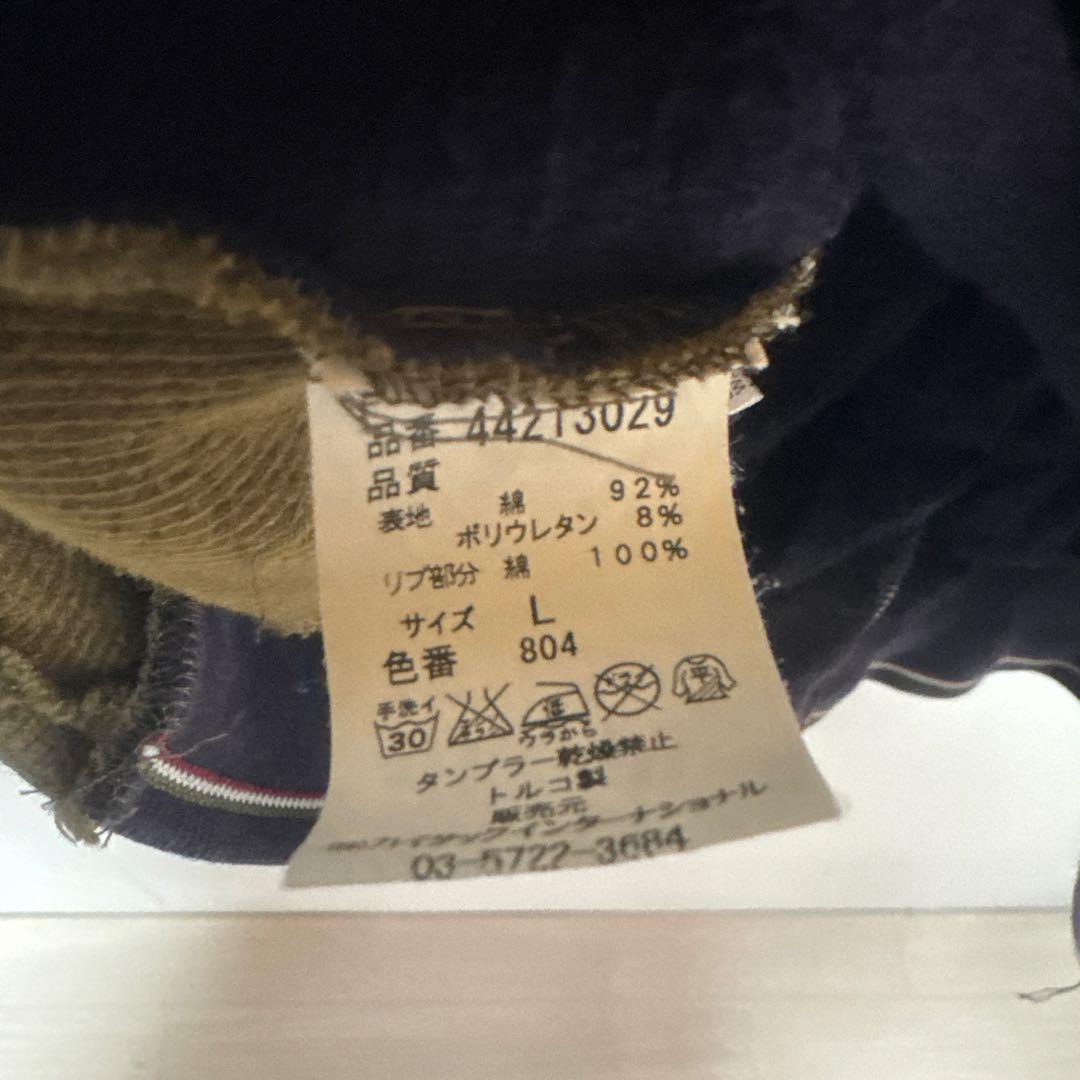 品番 44213029
品質
表地 綿 92%
ポリウレタン 8%
リブ部分 綿 100%
サイズ L
色番 804
手洗イ 30 低 平
ウラから
タンブラー乾燥禁止
トルコ製
販売元
インターナショナル
03-5722-3684